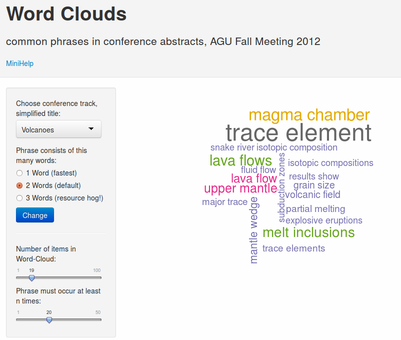 Word Clouds
common phrases in conference abstracts, AGU Fall Meeting 2012
MiniHelp
Choose conference track,
simplified title:
Volcanoes
Phrase consists of this
many words:
1 Word (fastest)
2 Words (default)
3 Words (resource hog!)
Change
Number of items in
Word-Cloud:
1 19 100
Phrase must occur at least
n times:
1 20 50
magma chamber
trace element
snake river isotopic composition
lava flows
isotopic compositions
fluid flow
lava flow
results show
upper mantle
grain size
subduction zones
volcanic field
major trace
mantle wedge
partial melting
explosive eruptions
melt inclusions
trace elements